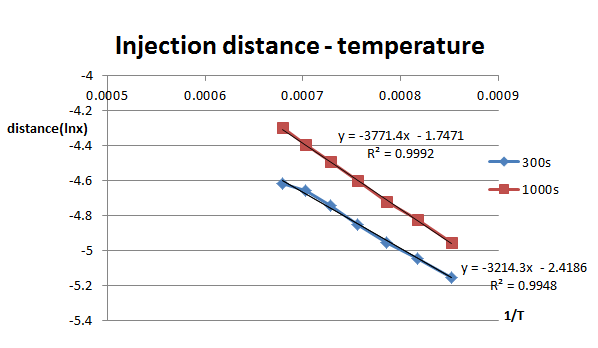 Injection distance - temperature
-4
0.0005 0.0006 0.0007 0.0008 0.0009
-4.2
distance(lnx)
-4.4
y = -3771.4x - 1.7471
R² = 0.9992
300s
-4.6
1000s
-4.8
-5
y = -3214.3x - 2.4186
R² = 0.9948
-5.2
-5.4
1/T